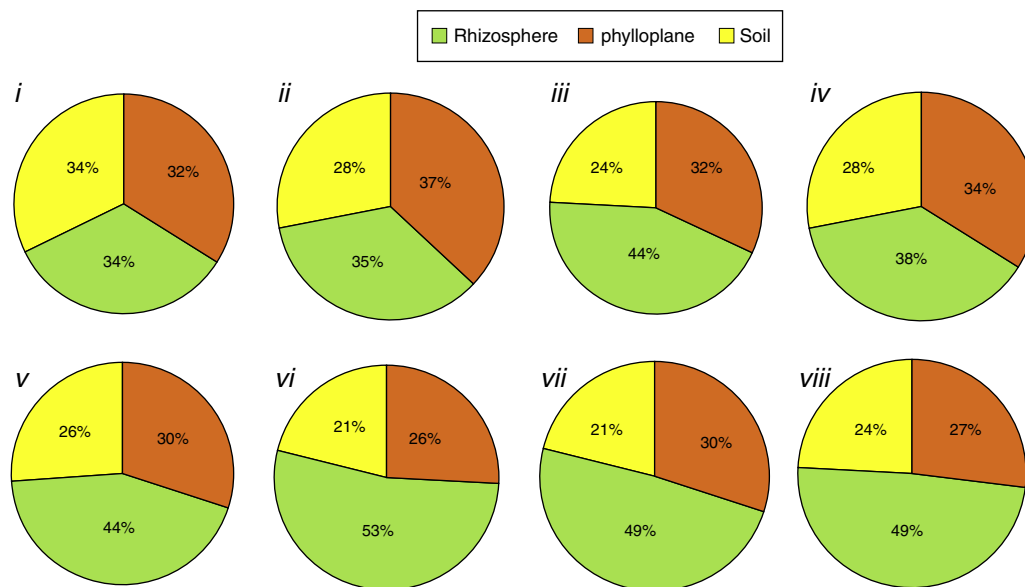 Rhizosphere phylloplane Soil
i ii iii iv
34% 32% 28% 37% 24% 32% 28% 34%
34% 35% 44% 38%
v vi vii viii
26% 30% 21% 26% 21% 30% 24% 27%
44% 53% 49% 49%